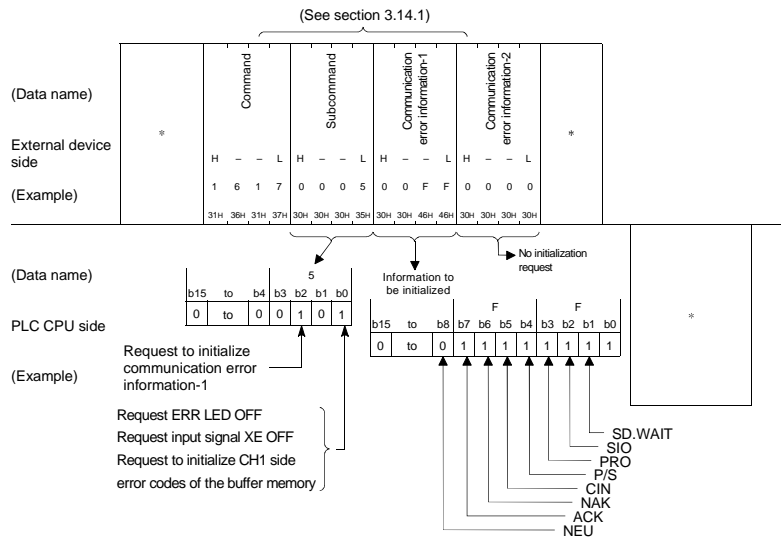 (See section 3.14.1)
(Data name)
Command
Subcommand
Communication
error information-1
Communication
error information-2
*
*
External device
side
H – – L H – – L H – – L H – – L
(Example)
1 6 1 7 0 0 0 5 0 0 F F 0 0 0 0
31H 36H 31H 37H 30H 30H 30H 35H 30H 30H 46H 46H 30H 30H 30H 30H
No initialization
request
(Data name)
5
Information to
be initialized
b15 to b4 b3 b2 b1 b0
F F
b15 to b8 b7 b6 b5 b4 b3 b2 b1 b0
*
PLC CPU side
0 to 0 0 1 0 1
0 to 0 1 1 1 1 1 1 1 1
(Example)
Request to initialize
communication error
information-1
Request ERR LED OFF
Request input signal XE OFF
Request to initialize CH1 side
error codes of the buffer memory
SD.WAIT
SIO
PRO
P/S
CIN
NAK
ACK
NEU